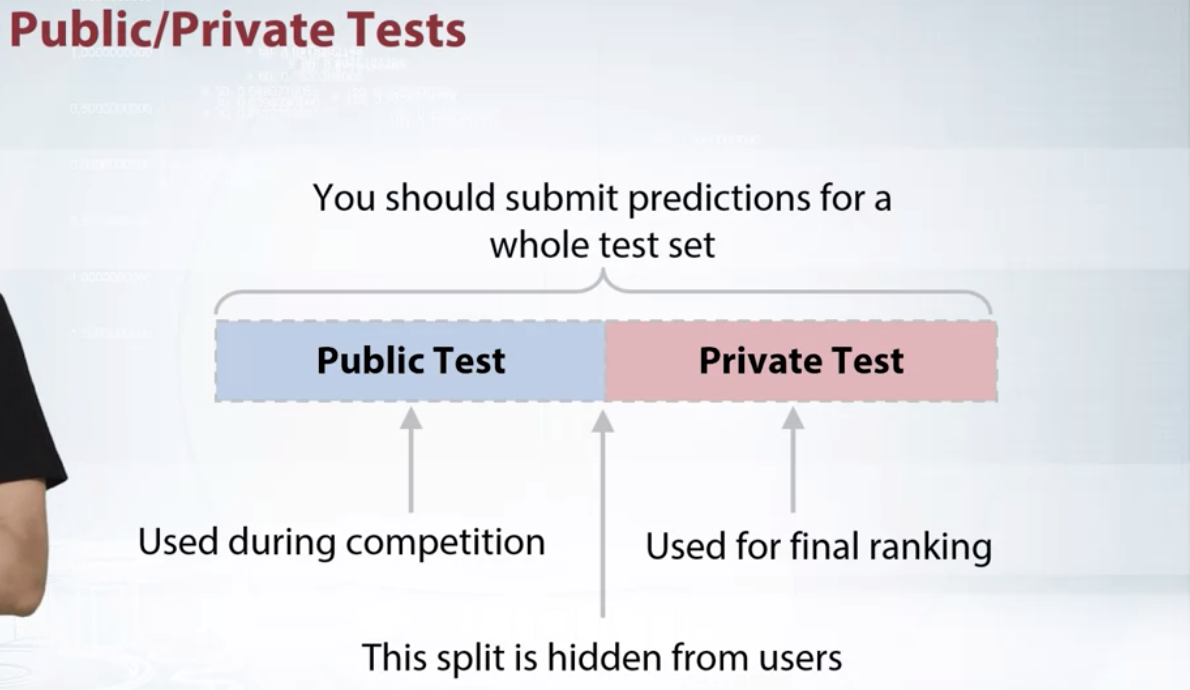 Public/Private Tests
You should submit predictions for a
whole test set
Public Test
Private Test
Used during competition
Used for final ranking
This split is hidden from users